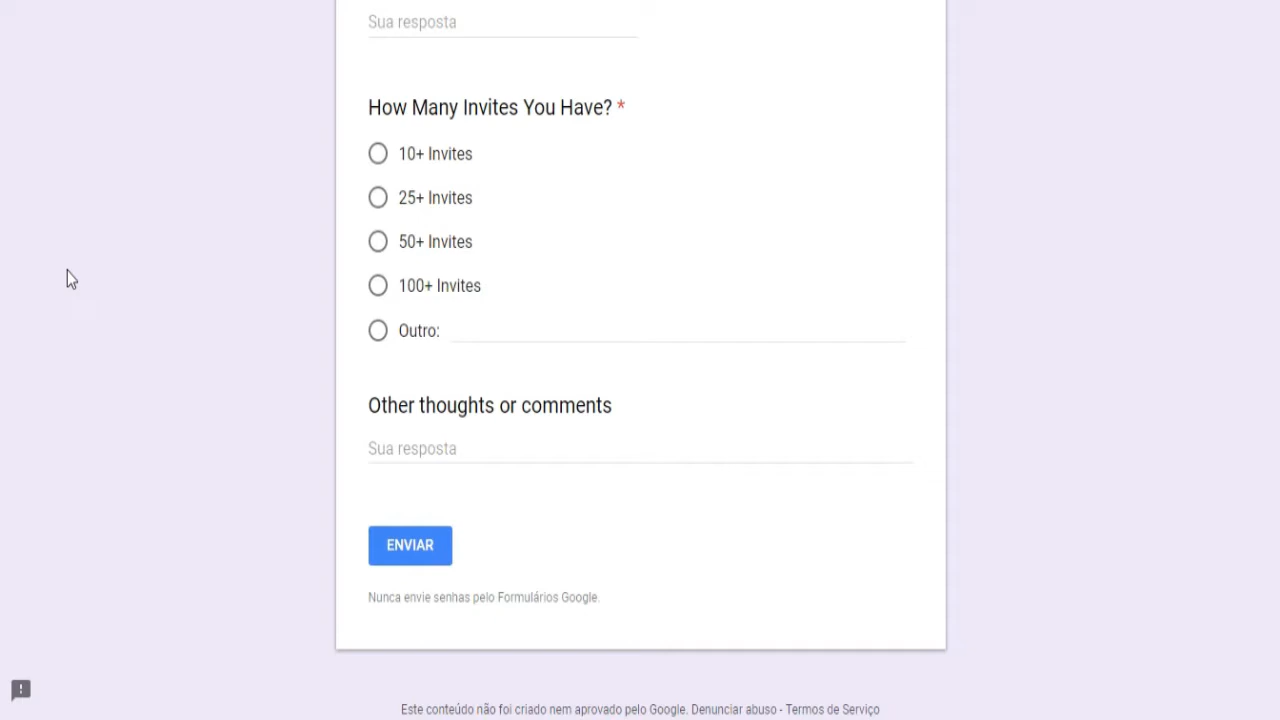 Sua resposta
How Many Invites You Have? *
10+ Invites
25+ Invites
50+ Invites
100+ Invites
Outro:
Other thoughts or comments
Sua resposta
ENVIAR
Nunca envie senhas pelo Formulários Google.
Este conteúdo não foi criado nem aprovado pelo Google. Denunciar abuso - Termos de Serviço